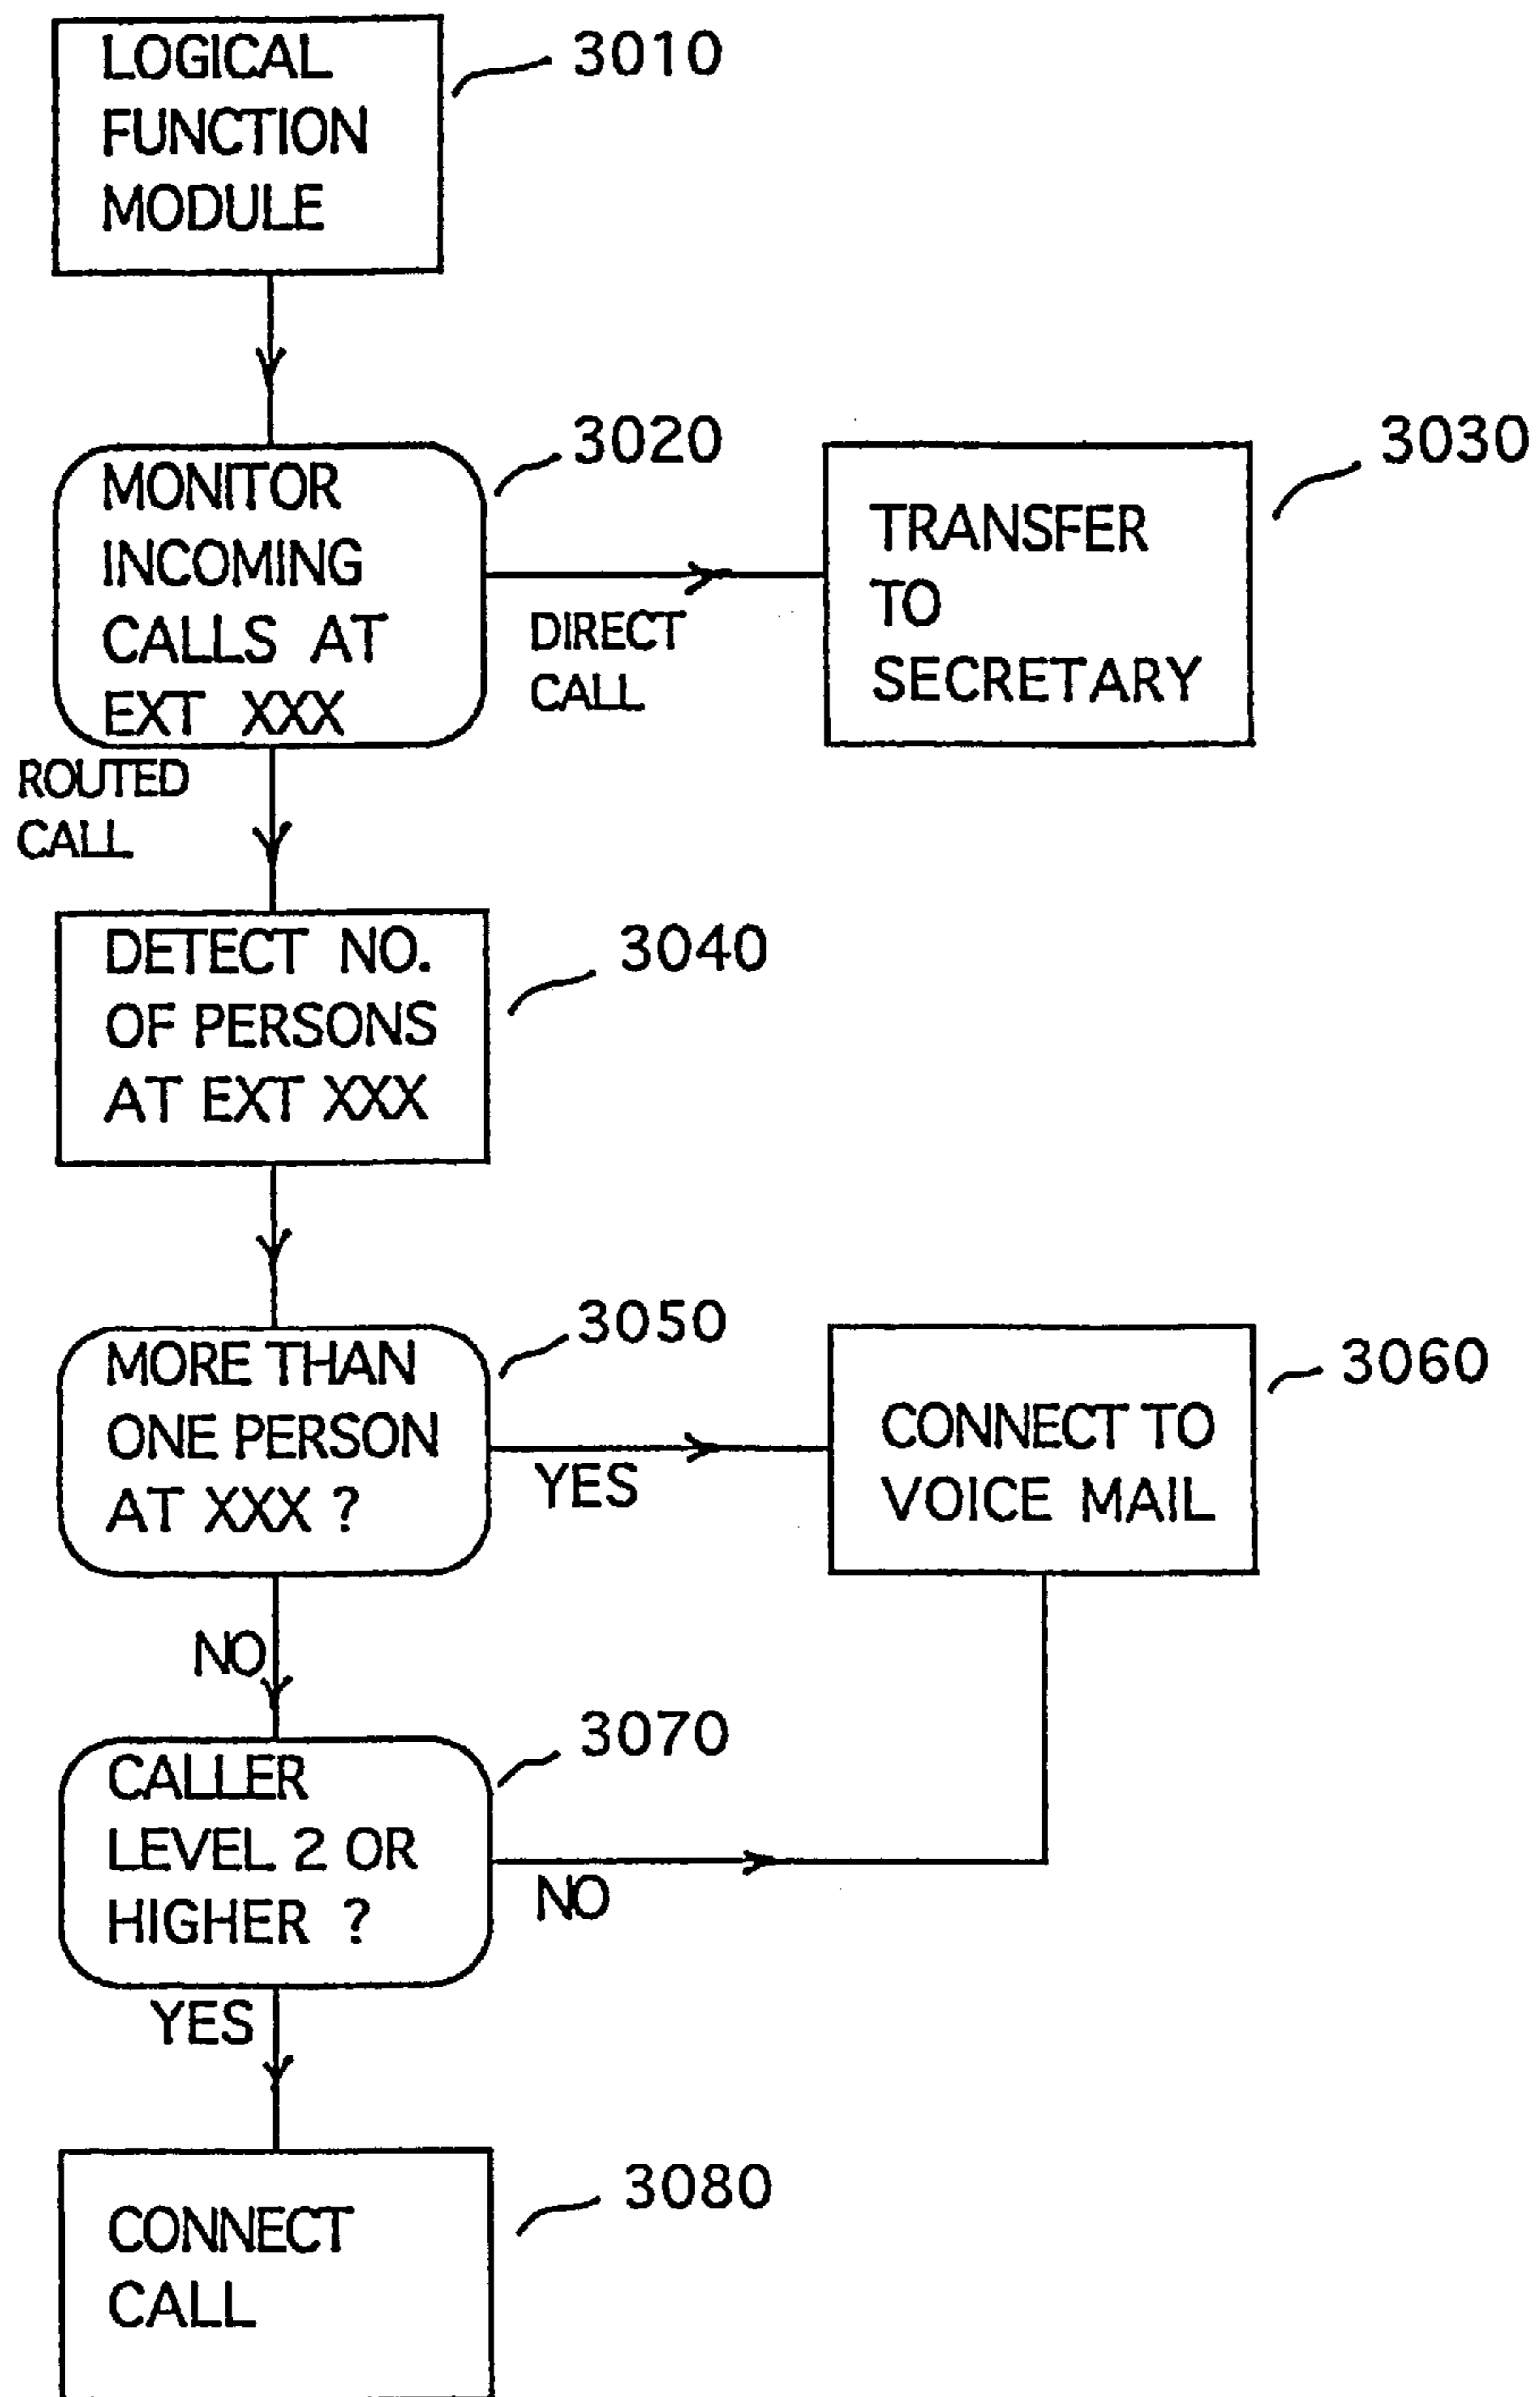 LOGICAL
FUNCTION
MODULE
3010
MONITOR
INCOMING
CALLS AT
EXT XXX
3020
DIRECT
CALL
TRANSFER
TO
SECRETARY
3030
ROUTED
CALL
DETECT NO.
OF PERSONS
AT EXT XXX
3040
MORE THAN
ONE PERSON
AT XXX ?
3050
YES
CONNECT TO
VOICE MAIL
3060
NO
CALLER
LEVEL 2 OR
HIGHER ?
3070
NO
YES
CONNECT
CALL
3080